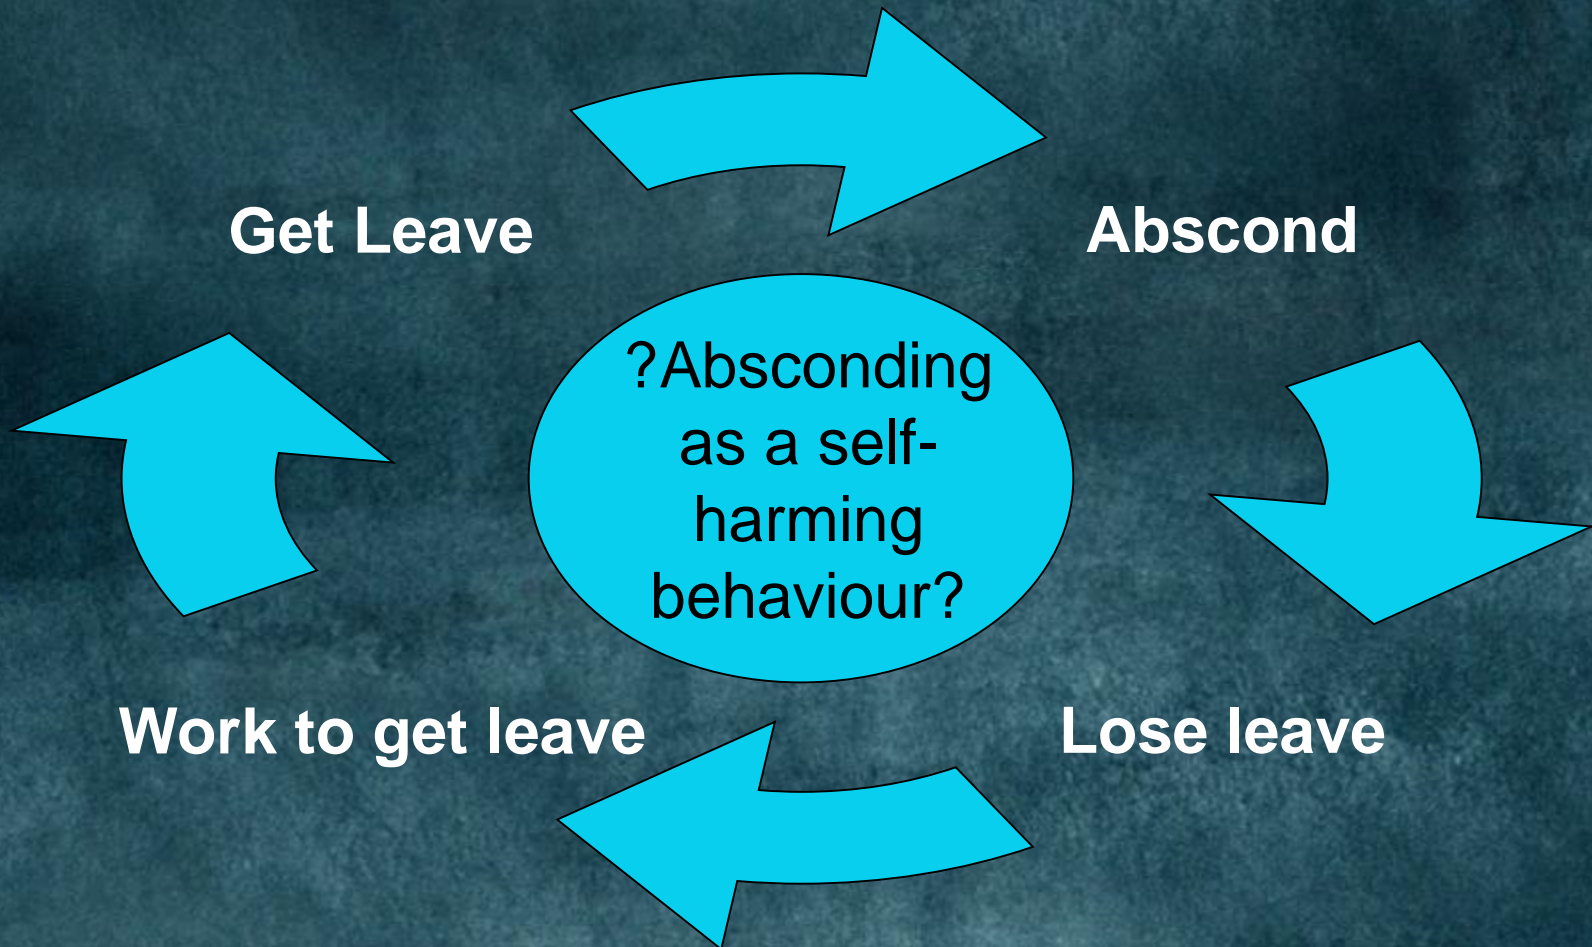 Get Leave
Abscond
?Absconding
as a self-
harming
behaviour?
Work to get leave
Lose leave